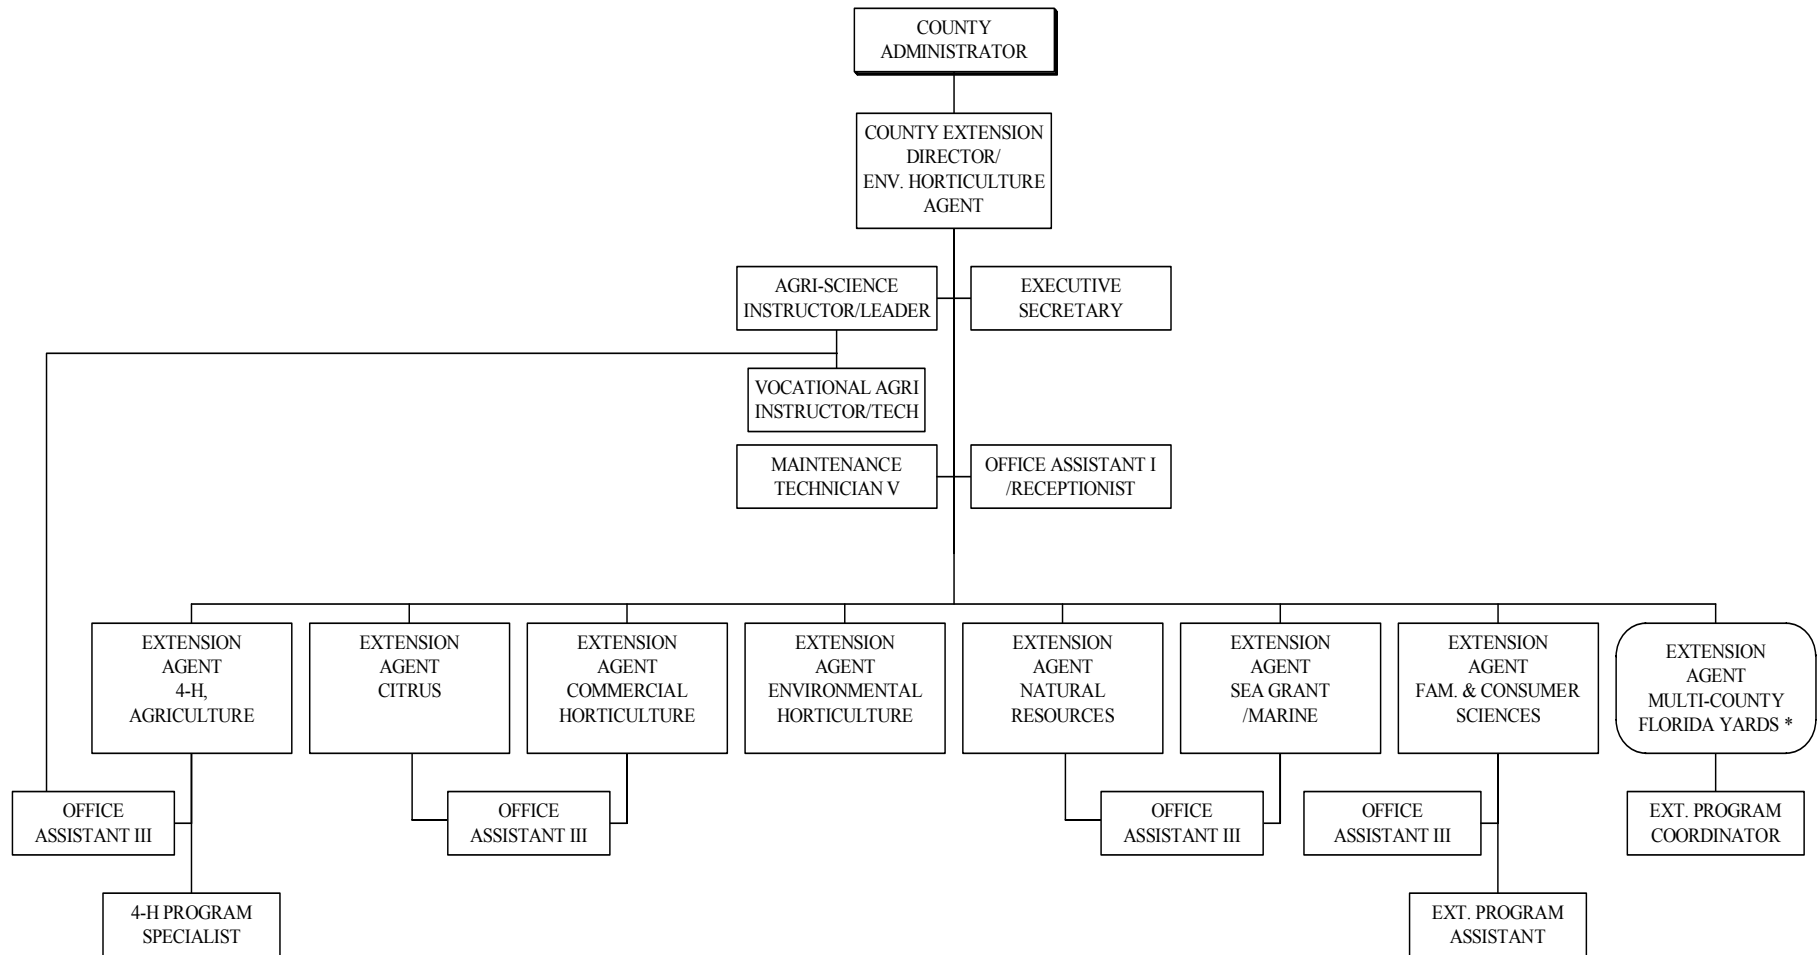 COUNTY
ADMINISTRATOR
COUNTY EXTENSION
DIRECTOR/
ENV. HORTICULTURE
AGENT
AGRI-SCIENCE
INSTRUCTOR/LEADER
EXECUTIVE
SECRETARY
VOCATIONAL AGRI
INSTRUCTOR/TECH
MAINTENANCE
TECHNICIAN V
OFFICE ASSISTANT I
/RECEPTIONIST
EXTENSION
AGENT
4-H,
AGRICULTURE
EXTENSION
AGENT
CITRUS
EXTENSION
AGENT
COMMERCIAL
HORTICULTURE
EXTENSION
AGENT
ENVIRONMENTAL
HORTICULTURE
EXTENSION
AGENT
NATURAL
RESOURCES
EXTENSION
AGENT
SEA GRANT
/MARINE
EXTENSION
AGENT
FAM. & CONSUMER
SCIENCES
EXTENSION
AGENT
MULTI-COUNTY
FLORIDA YARDS *
OFFICE
ASSISTANT III
OFFICE
ASSISTANT III
OFFICE
ASSISTANT III
OFFICE
ASSISTANT III
EXT. PROGRAM
COORDINATOR
4-H PROGRAM
SPECIALIST
EXT. PROGRAM
ASSISTANT